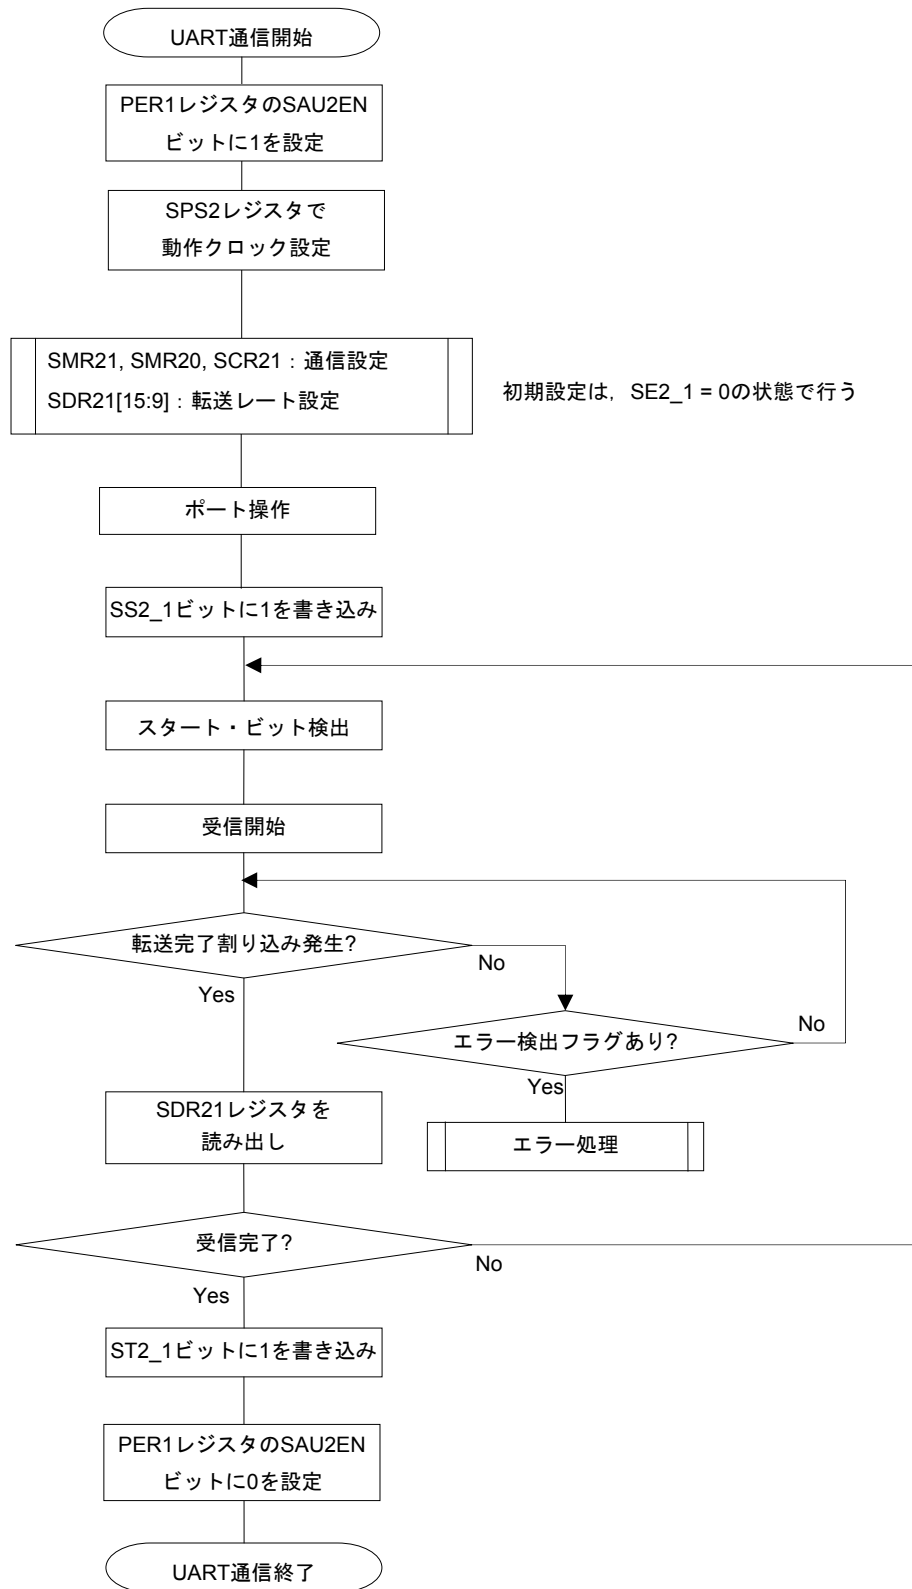 UART通信開始
PER1レジスタのSAU2EN
ビットに1を設定
SPS2レジスタで
動作クロック設定
SMR21, SMR20, SCR21：通信設定
SDR21[15:9]：転送レート設定
初期設定は，SE2_1 = 0の状態で行う
ポート操作
SS2_1ビットに1を書き込み
スタート・ビット検出
受信開始
転送完了割り込み発生?
No
Yes
エラー検出フラグあり?
No
Yes
SDR21レジスタを
読み出し
エラー処理
受信完了?
No
Yes
ST2_1ビットに1を書き込み
PER1レジスタのSAU2EN
ビットに0を設定
UART通信終了